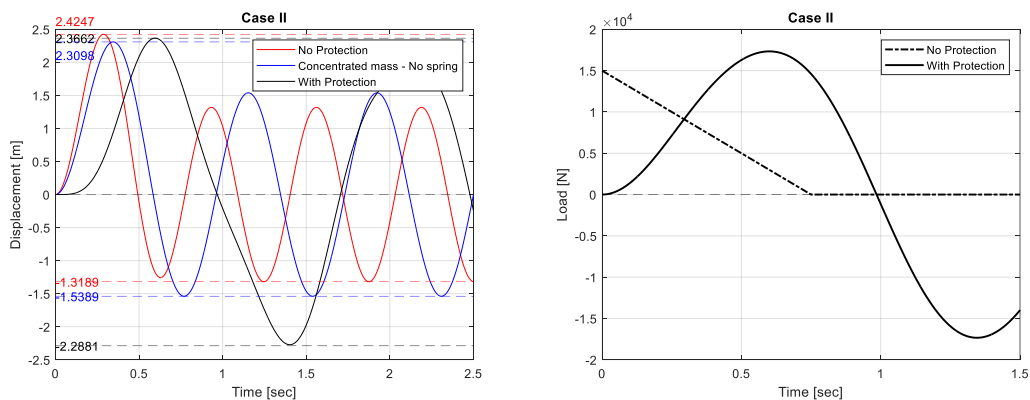 Case II
2.4247
2.3662
2.3098
No Protection
Concentrated mass - No spring
With Protection
-1.3189
-1.5389
-2.2881
2.5
2
1.5
1
0.5
0
-0.5
-1
-1.5
-2
-2.5
Displacement [m]
0 0.5 1 1.5 2 2.5
Time [sec]
Case II
×10⁴
No Protection
With Protection
2
1.5
1
0.5
0
-0.5
-1
-1.5
-2
Load [N]
0 0.5 1 1.5
Time [sec]